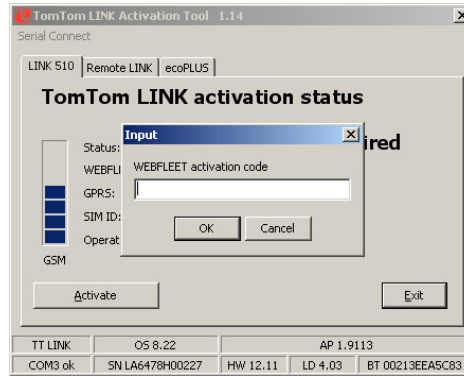 TomTom LINK Activation Tool 1.14
Serial Connect
LINK 510 Remote LINK ecoPLUS
TomTom LINK activation status
Input
Status:
WEBFLEET activation code
GPRS:
SIM ID:
OK Cancel
GSM
Activate Exit
TT LINK OS 8.22 AP 1.9113
COM3 ok SN LA6478H00227 HW 12.11 LD 4.03 BT 00213EEA5C83